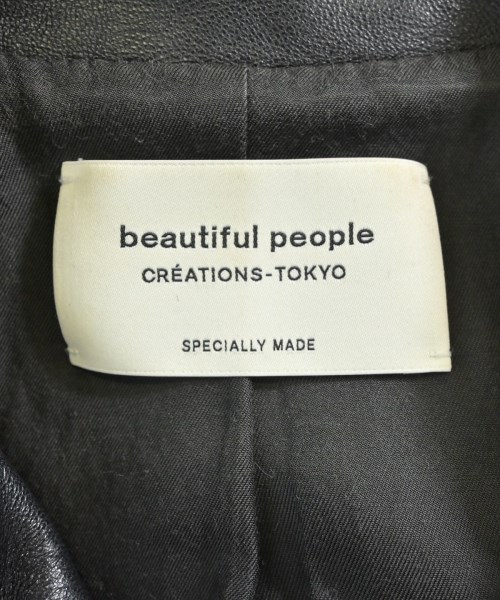 beautiful people
CRÉATIONS-TOKYO
SPECIALLY MADE